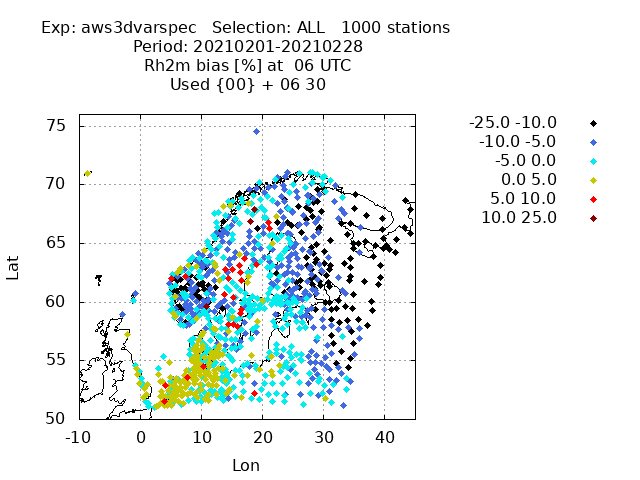 Exp: aws3dvarspec   Selection: ALL   1000 stations
Period: 20210201-20210228
Rh2m bias [%] at  06 UTC
Used {00} + 06 30
-25.0 -10.0
-10.0 -5.0
-5.0 0.0
0.0 5.0
5.0 10.0
10.0 25.0
75
70
65
60
55
50
Lat
-10 0 10 20 30 40
Lon